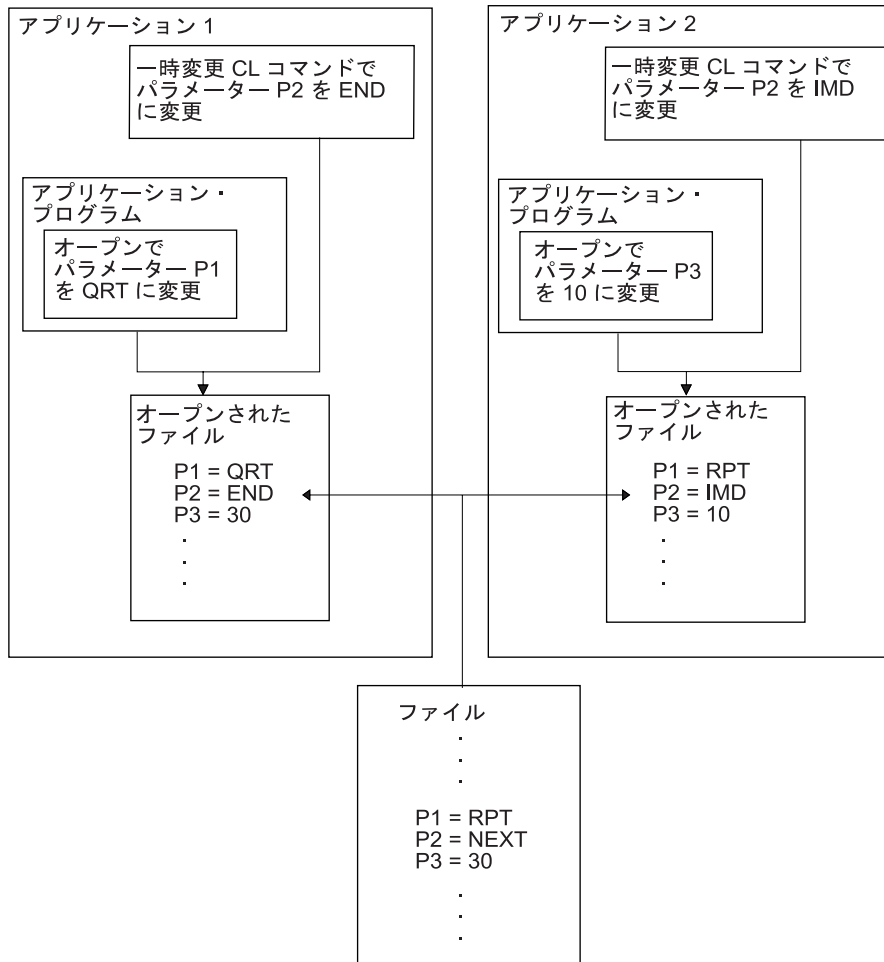 アプリケーション 1
一時変更 CL コマンドで
パラメーター P2 を END
に変更
アプリケーション・
プログラム
オープンで
パラメーター P1
を QRT に変更
オープンされた
ファイル
P1 = QRT
P2 = END
P3 = 30
.
.
.
アプリケーション 2
一時変更 CL コマンドで
パラメーター P2 を IMD
に変更
アプリケーション・
プログラム
オープンで
パラメーター P3
を 10 に変更
オープンされた
ファイル
P1 = RPT
P2 = IMD
P3 = 10
.
.
.
ファイル
.
.
.
P1 = RPT
P2 = NEXT
P3 = 30
.
.
.